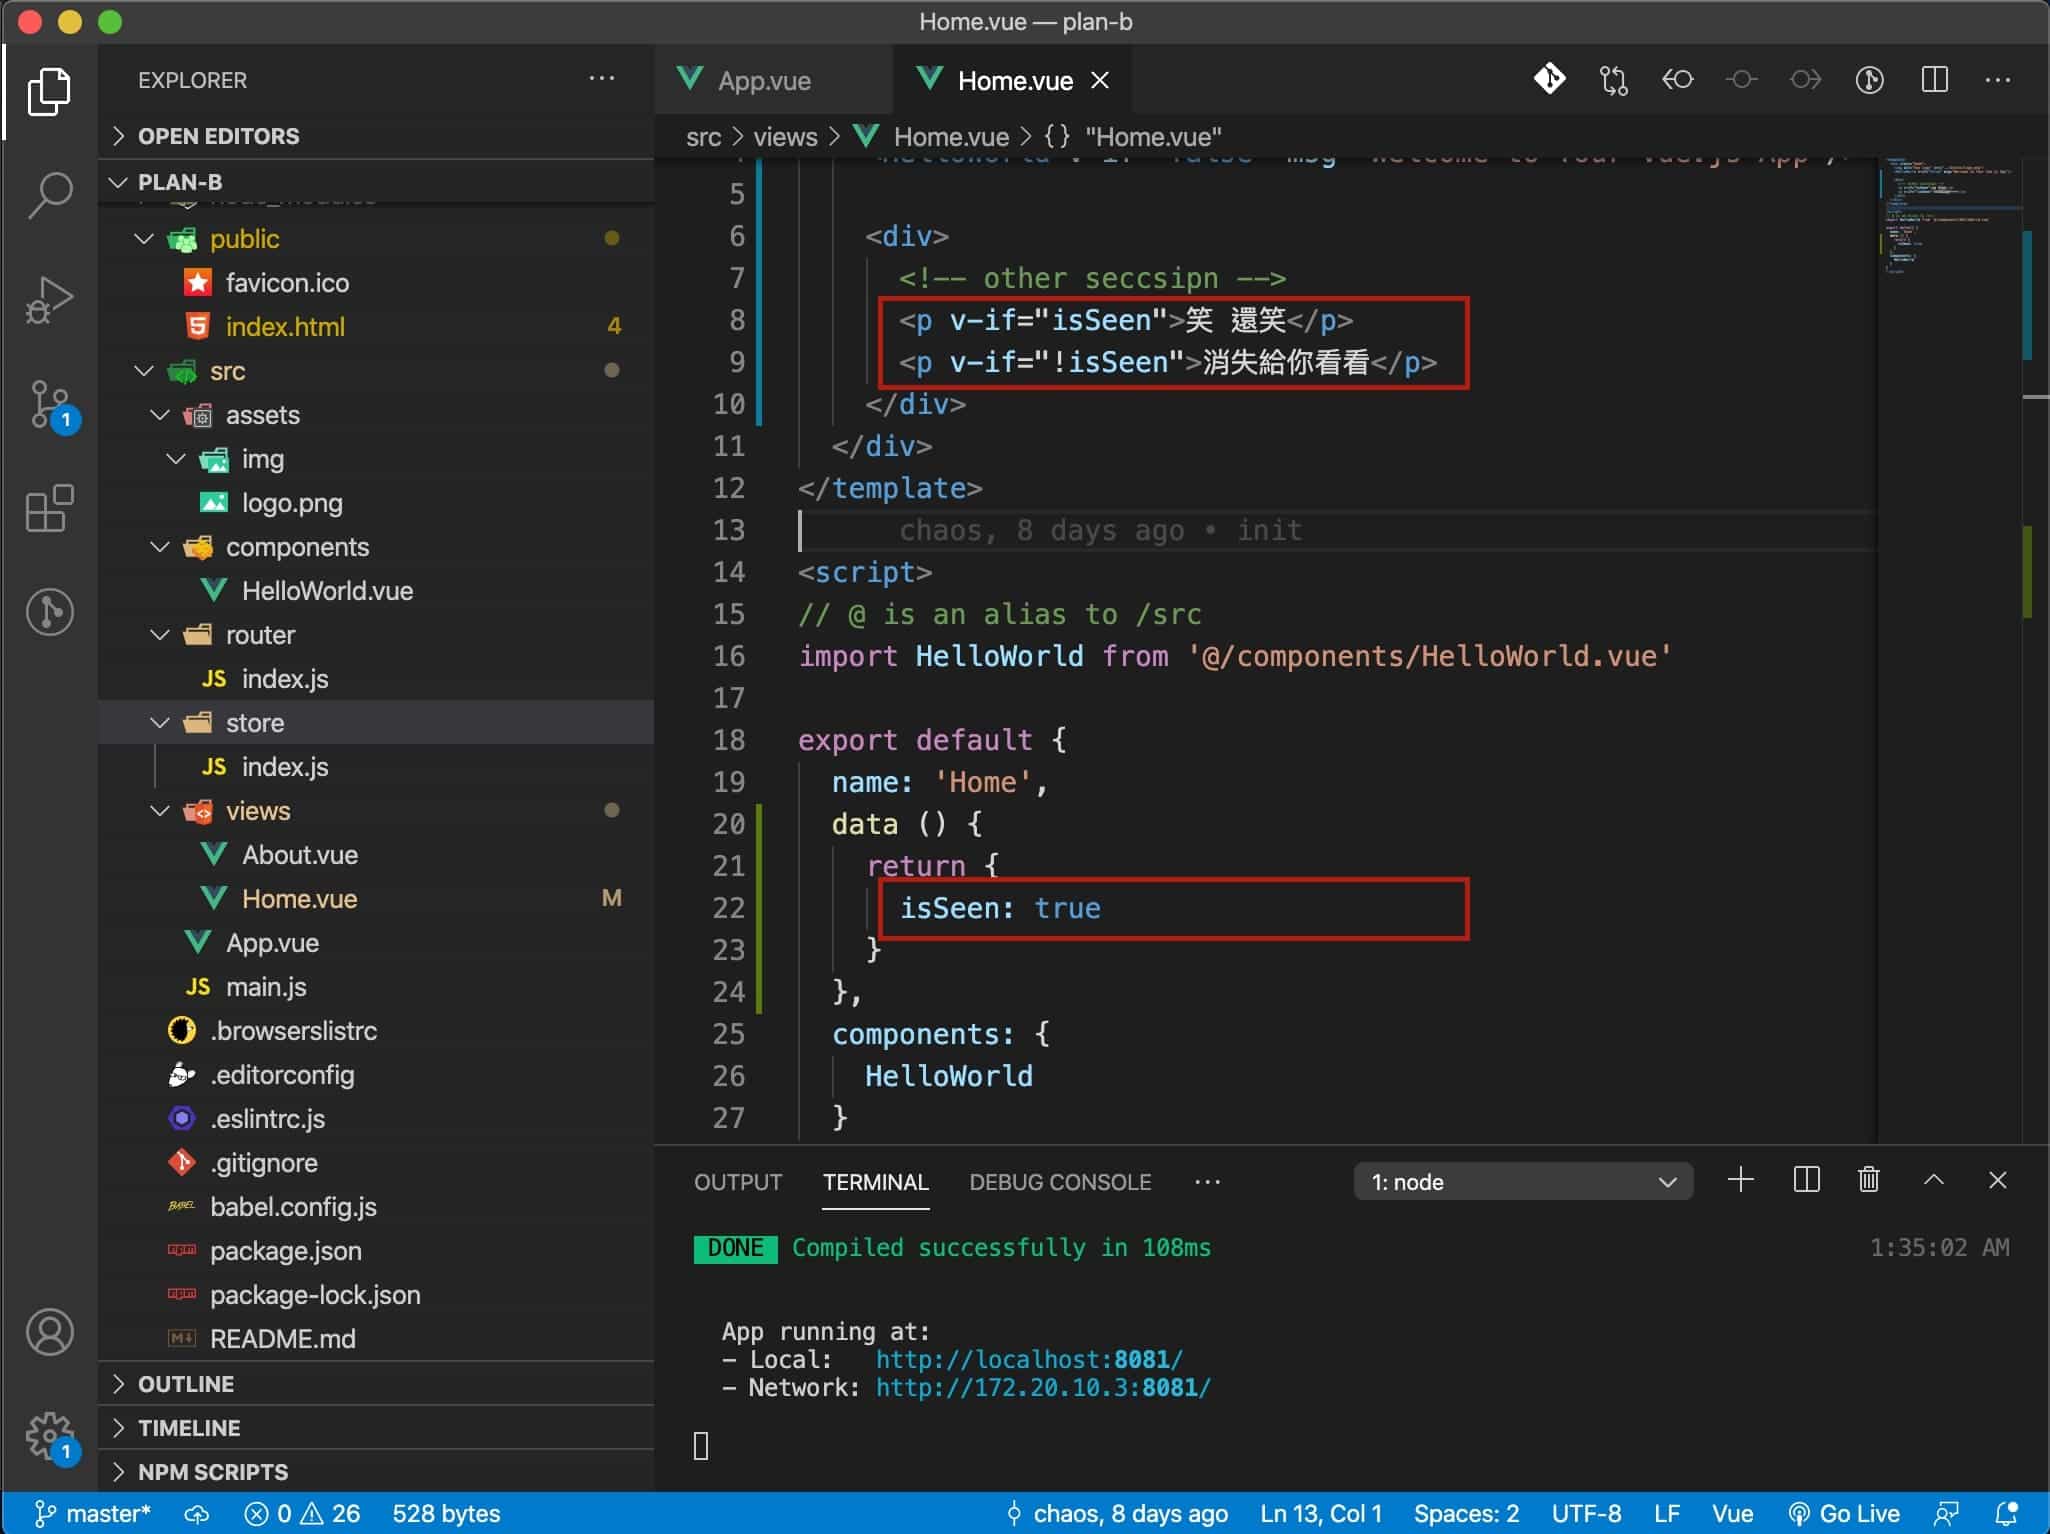 Home.vue — plan-b
EXPLORER
OPEN EDITORS
PLAN-B
public
favicon.ico
index.html 4
src
assets
img
logo.png
components
HelloWorld.vue
router
JS index.js
store
JS index.js
views
About.vue
Home.vue M
App.vue
JS main.js
.browserslistrc
.editorconfig
.eslintrc.js
.gitignore
BABEL babel.config.js
package.json
package-lock.json
README.md
OUTLINE
TIMELINE
NPM SCRIPTS
1
1
App.vue
Home.vue
src > views > Home.vue > {} "Home.vue"
5
6 <div>
7 <!-- other seccsipn -->
8 <p v-if="isSeen">笑 還笑</p>
9 <p v-if="!isSeen">消失給你看看</p>
10 </div>
11 </div>
12 </template>
13 chaos, 8 days ago • init
14 <script>
15 // @ is an alias to /src
16 import HelloWorld from '@/components/HelloWorld.vue'
17
18 export default {
19 name: 'Home',
20 data () {
21 return {
22 isSeen: true
23 }
24 },
25 components: {
26 HelloWorld
27 }
OUTPUT TERMINAL DEBUG CONSOLE ··· 1: node
DONE Compiled successfully in 108ms 1:35:02 AM
App running at:
- Local: http://localhost:8081/
- Network: http://172.20.10.3:8081/
master* 0 26 528 bytes chaos, 8 days ago Ln 13, Col 1 Spaces: 2 UTF-8 LF Vue Go Live